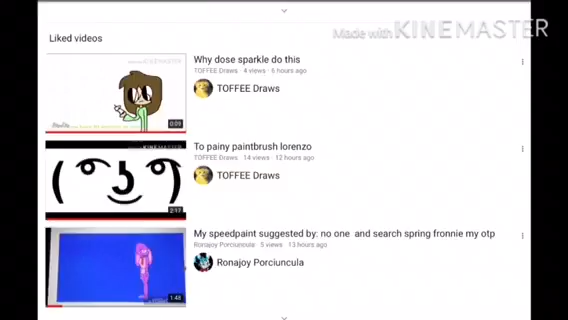 Made with KINEMASTER
Liked videos
Why dose sparkle do this
TOFFEE Draws · 4 views · 6 hours ago
TOFFEE Draws
0:09
To painy paintbrush lorenzo
TOFFEE Draws · 14 views · 12 hours ago
TOFFEE Draws
KINEMASTER
( ͡° ͜ʖ ͡°)
2:17
My speedpaint suggested by: no one and search spring fronnie my otp
Ronajoy Porciuncula · 5 views · 13 hours ago
Ronajoy Porciuncula
1:48